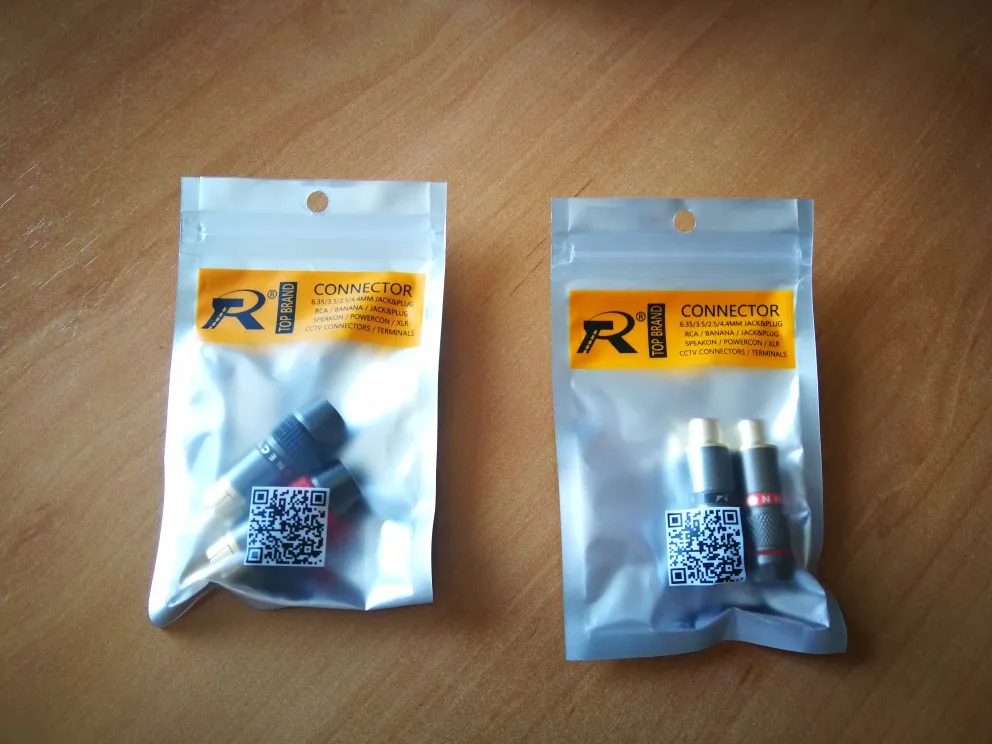 R®
TOP BRAND
CONNECTOR
6.35/3.5/2.5/4.4MM JACK&PLUG
RCA / BANANA / JACK&PLUG
SPEAKON / POWERCON / XLR
CCTV CONNECTORS / TERMINALS
NEC
R®
TOP BRAND
CONNECTOR
6.35/3.5/2.5/4.4MM JACK&PLUG
RCA / BANANA / JACK&PLUG
SPEAKON / POWERCON / XLR
CCTV CONNECTORS / TERMINALS
ONN